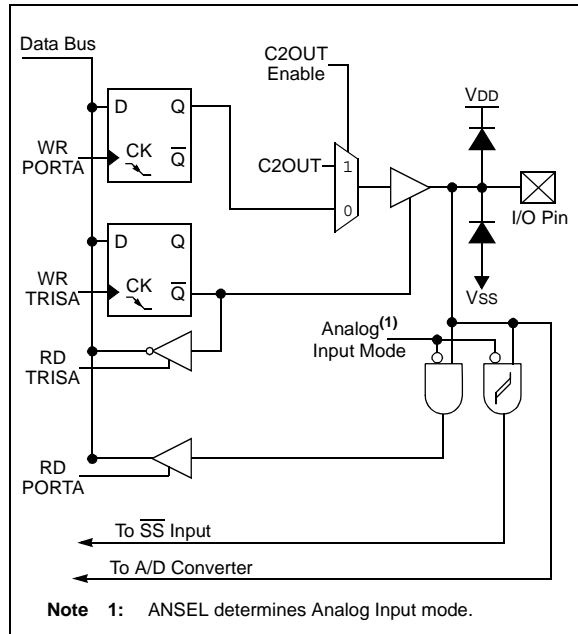 Data Bus
C2OUT
Enable
VDD
D Q
WR
PORTA
CK
Q
C2OUT
1
0
I/O Pin
D Q
WR
TRISA
CK
Q
VSS
Analog(1)
Input Mode
RD
TRISA
RD
PORTA
To SS Input
To A/D Converter
Note 1: ANSEL determines Analog Input mode.